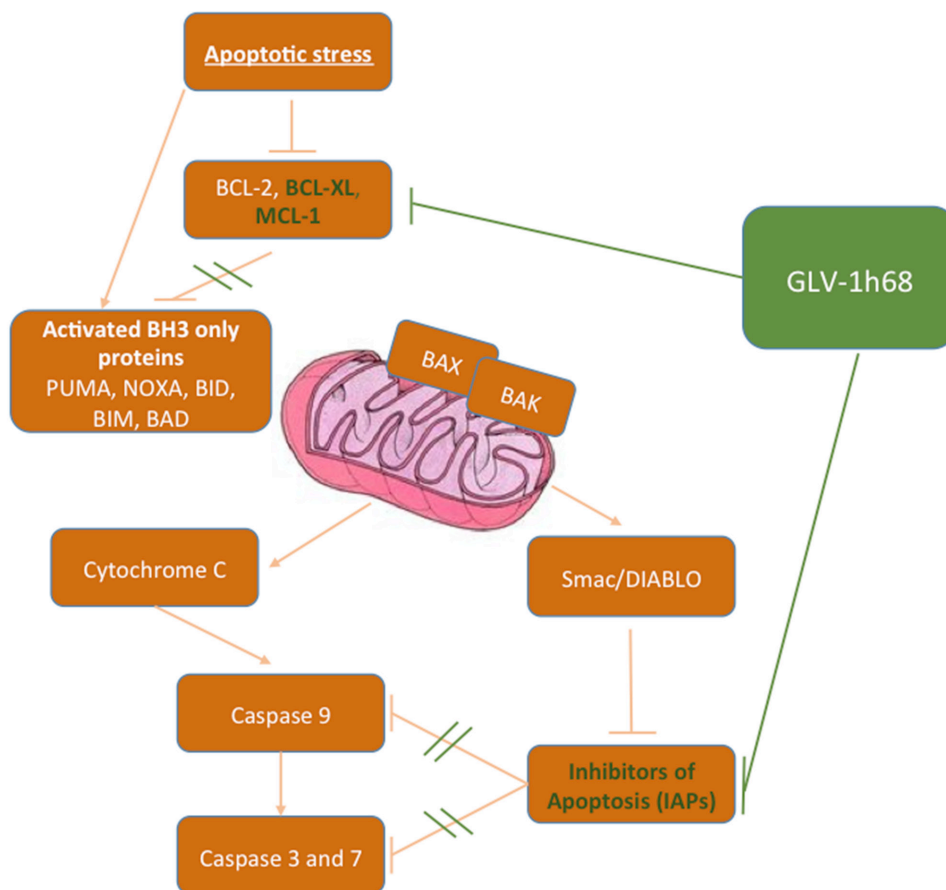 Apoptotic stress
BCL-2, BCL-XL,
MCL-1
GLV-1h68
Activated BH3 only
proteins
PUMA, NOXA, BID,
BIM, BAD
BAX
BAK
Cytochrome C
Smac/DIABLO
Caspase 9
Inhibitors of
Apoptosis (IAPs)
Caspase 3 and 7